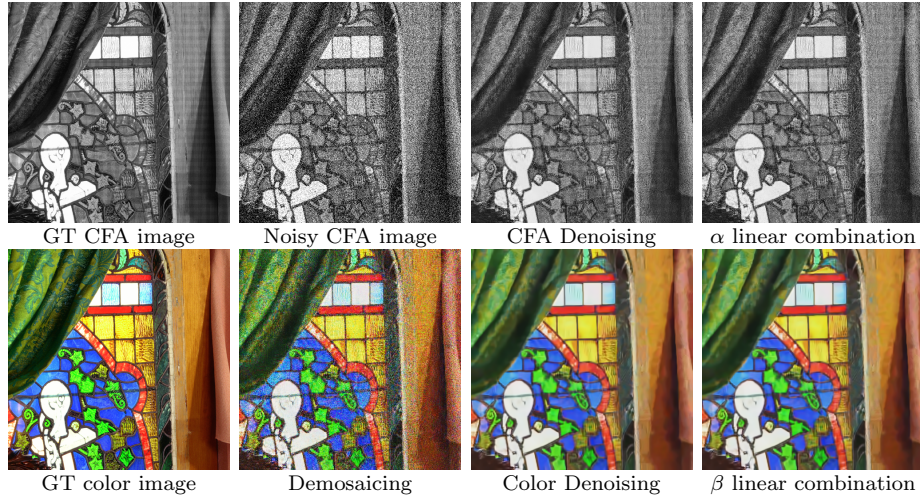 GT CFA image
Noisy CFA image
CFA Denoising
α linear combination
GT color image
Demosaicing
Color Denoising
β linear combination